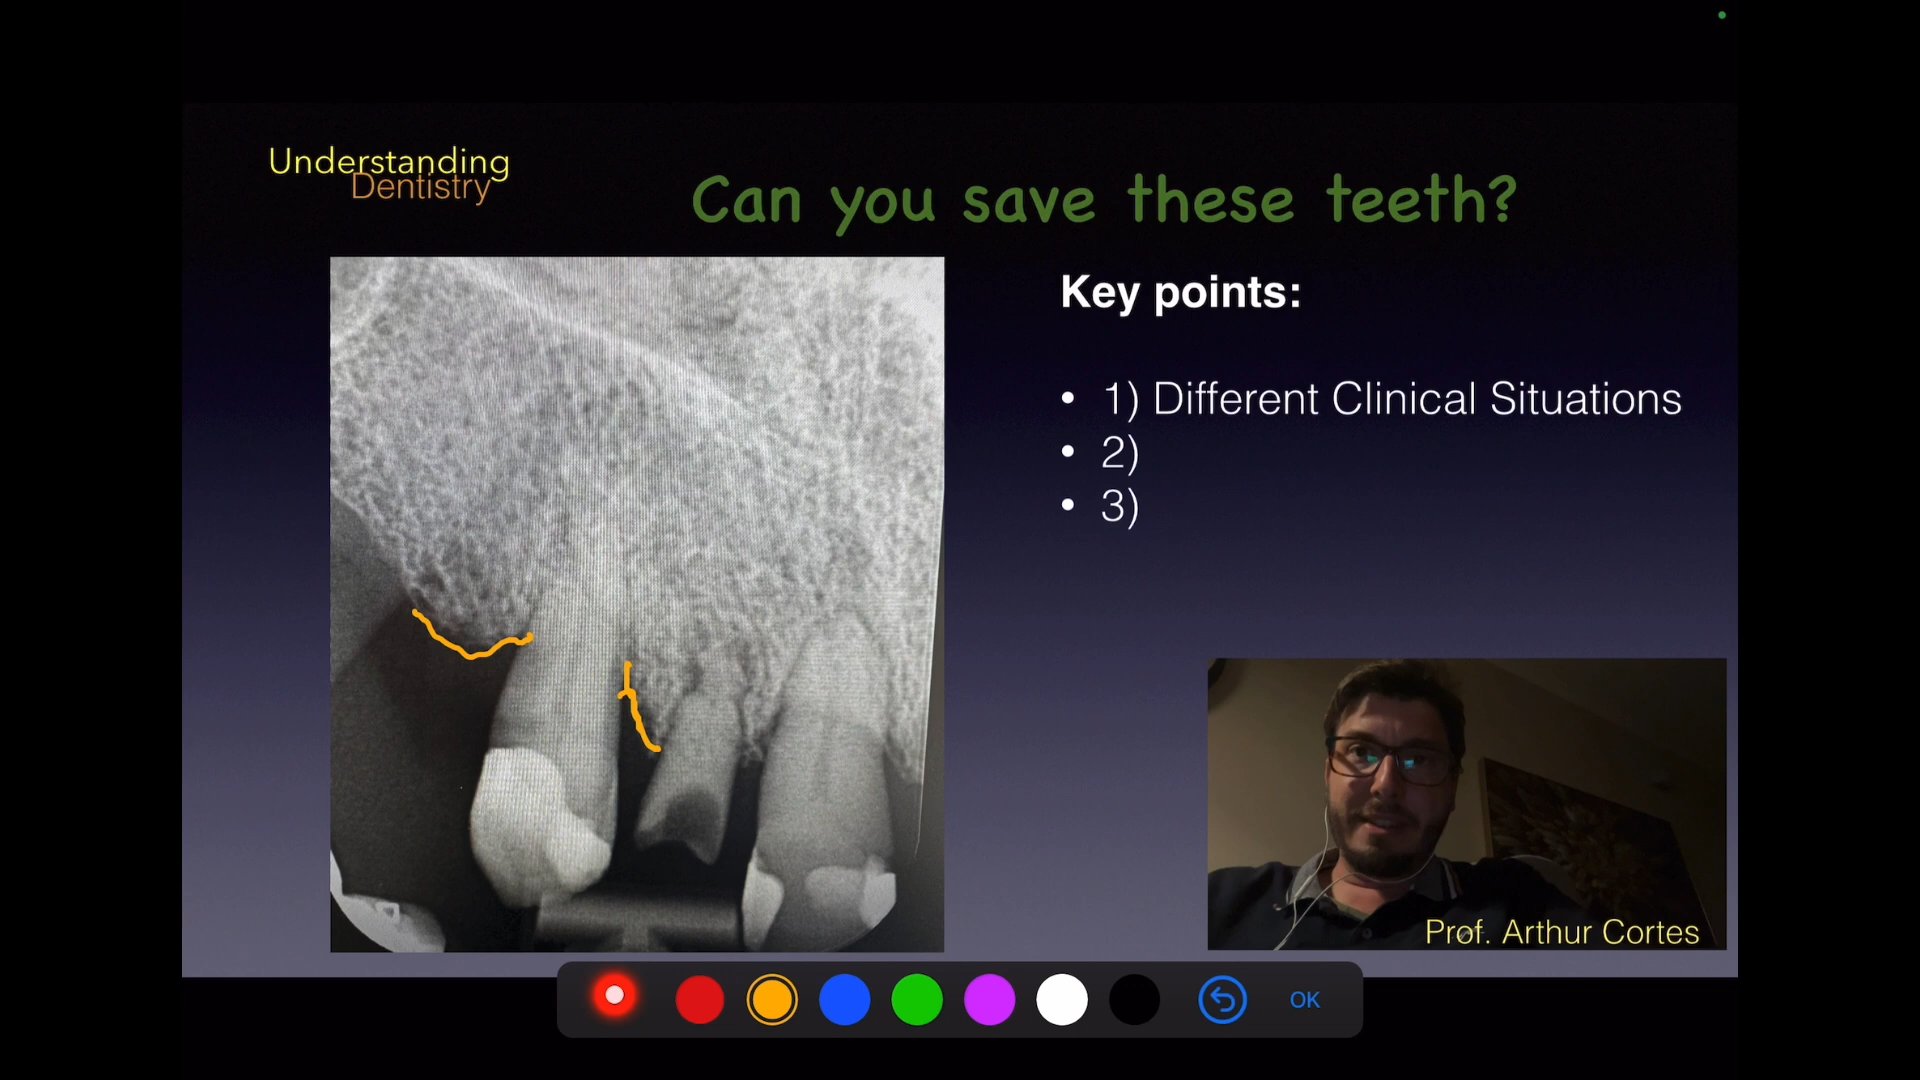 Understanding
Dentistry
Can you save these teeth?
Key points:
• 1) Different Clinical Situations
• 2)
• 3)
Prof. Arthur Cortes
OK